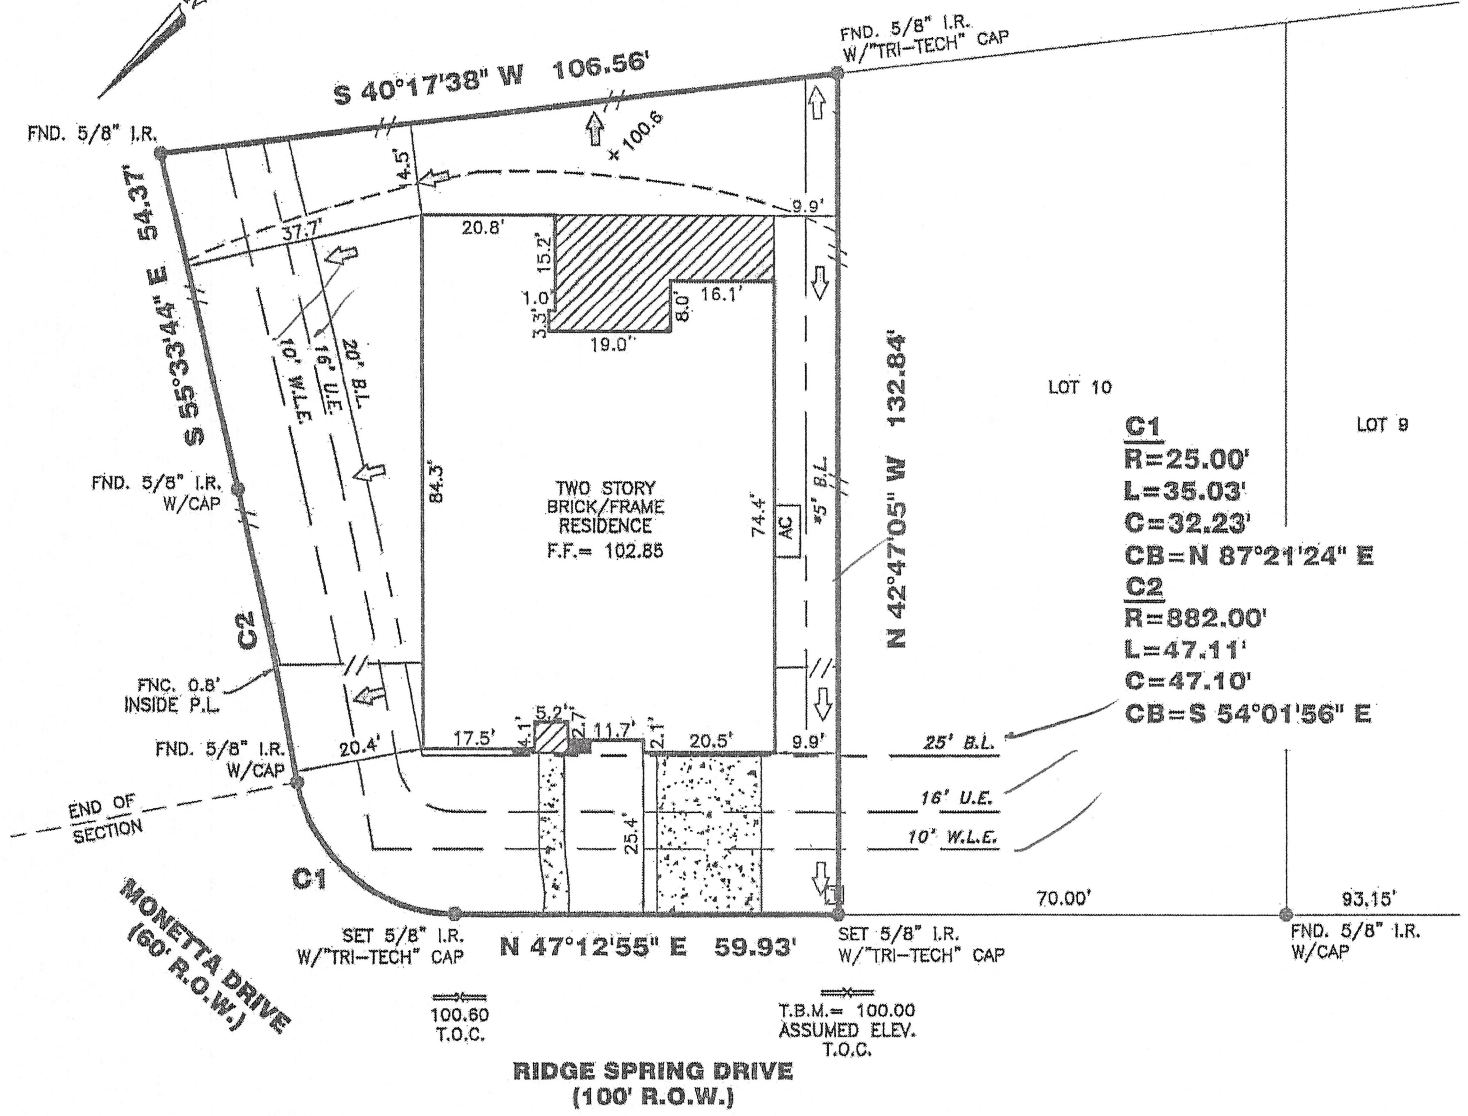 FND. 5/8" I.R.
W/"TRI-TECH" CAP
S 40°17'38" W 106.56'
FND. 5/8" I.R.
100.6
4.5'
S 55°33'44" E 54.37'
37.7'
20.8'
9.9'
15.2'
1.0'
3.3'
19.0'
8.0'
16.1'
10' W.L.E.
16' U.E.
20' B.L.
N 42°47'05" W 132.84'
LOT 10
LOT 9
C1
R=25.00'
L=35.03'
C=32.23'
CB=N 87°21'24" E
C2
R=882.00'
L=47.11'
C=47.10'
CB=S 54°01'56" E
FND. 5/8" I.R.
W/CAP
84.3'
TWO STORY
BRICK/FRAME
RESIDENCE
F.F.= 102.85
74.4'
AC
*5' B.L.
C2
FNC. 0.8'
INSIDE P.L.
FND. 5/8" I.R.
W/CAP
20.4'
17.5'
4.1'
5.2'
2.7'
11.7'
2.1'
20.5'
9.9'
25' B.L.
16' U.E.
10' W.L.E.
END OF
SECTION
25.4'
C1
70.00'
93.15'
MONETTA DRIVE
(60' R.O.W.)
SET 5/8" I.R.
W/"TRI-TECH" CAP
N 47°12'55" E 59.93'
SET 5/8" I.R.
W/"TRI-TECH" CAP
FND. 5/8" I.R.
W/CAP
100.60
T.O.C.
T.B.M.= 100.00
ASSUMED ELEV.
T.O.C.
RIDGE SPRING DRIVE
(100' R.O.W.)